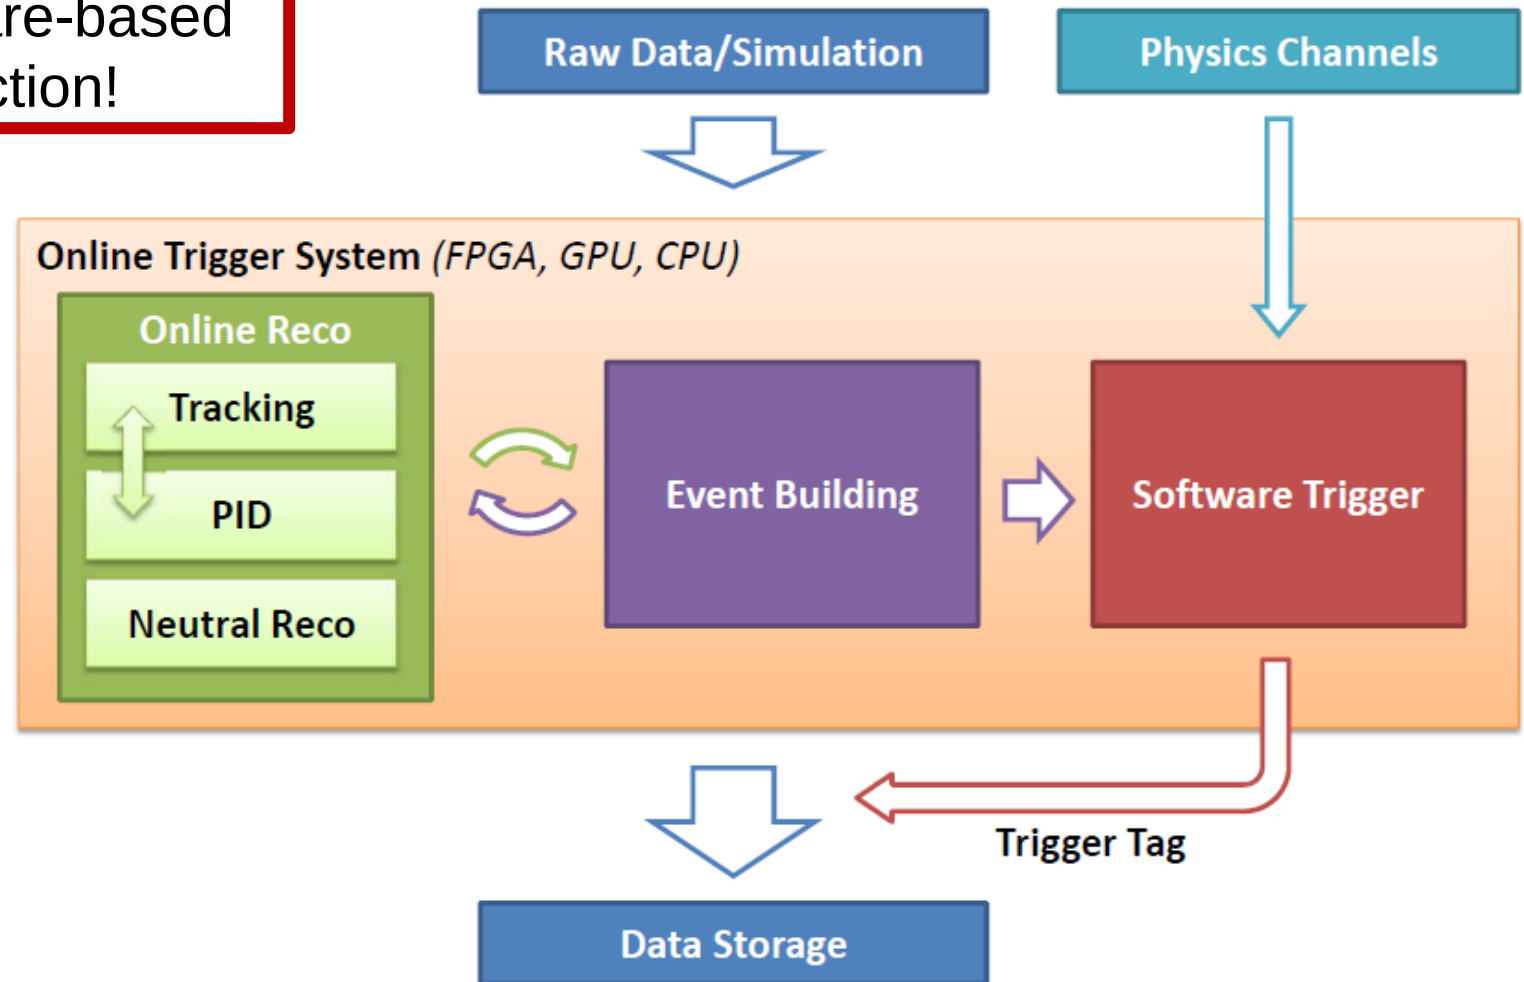 are-based
ction!
Raw Data/Simulation
Physics Channels
Online Trigger System (FPGA, GPU, CPU)
Online Reco
Tracking
PID
Neutral Reco
Event Building
Software Trigger
Trigger Tag
Data Storage